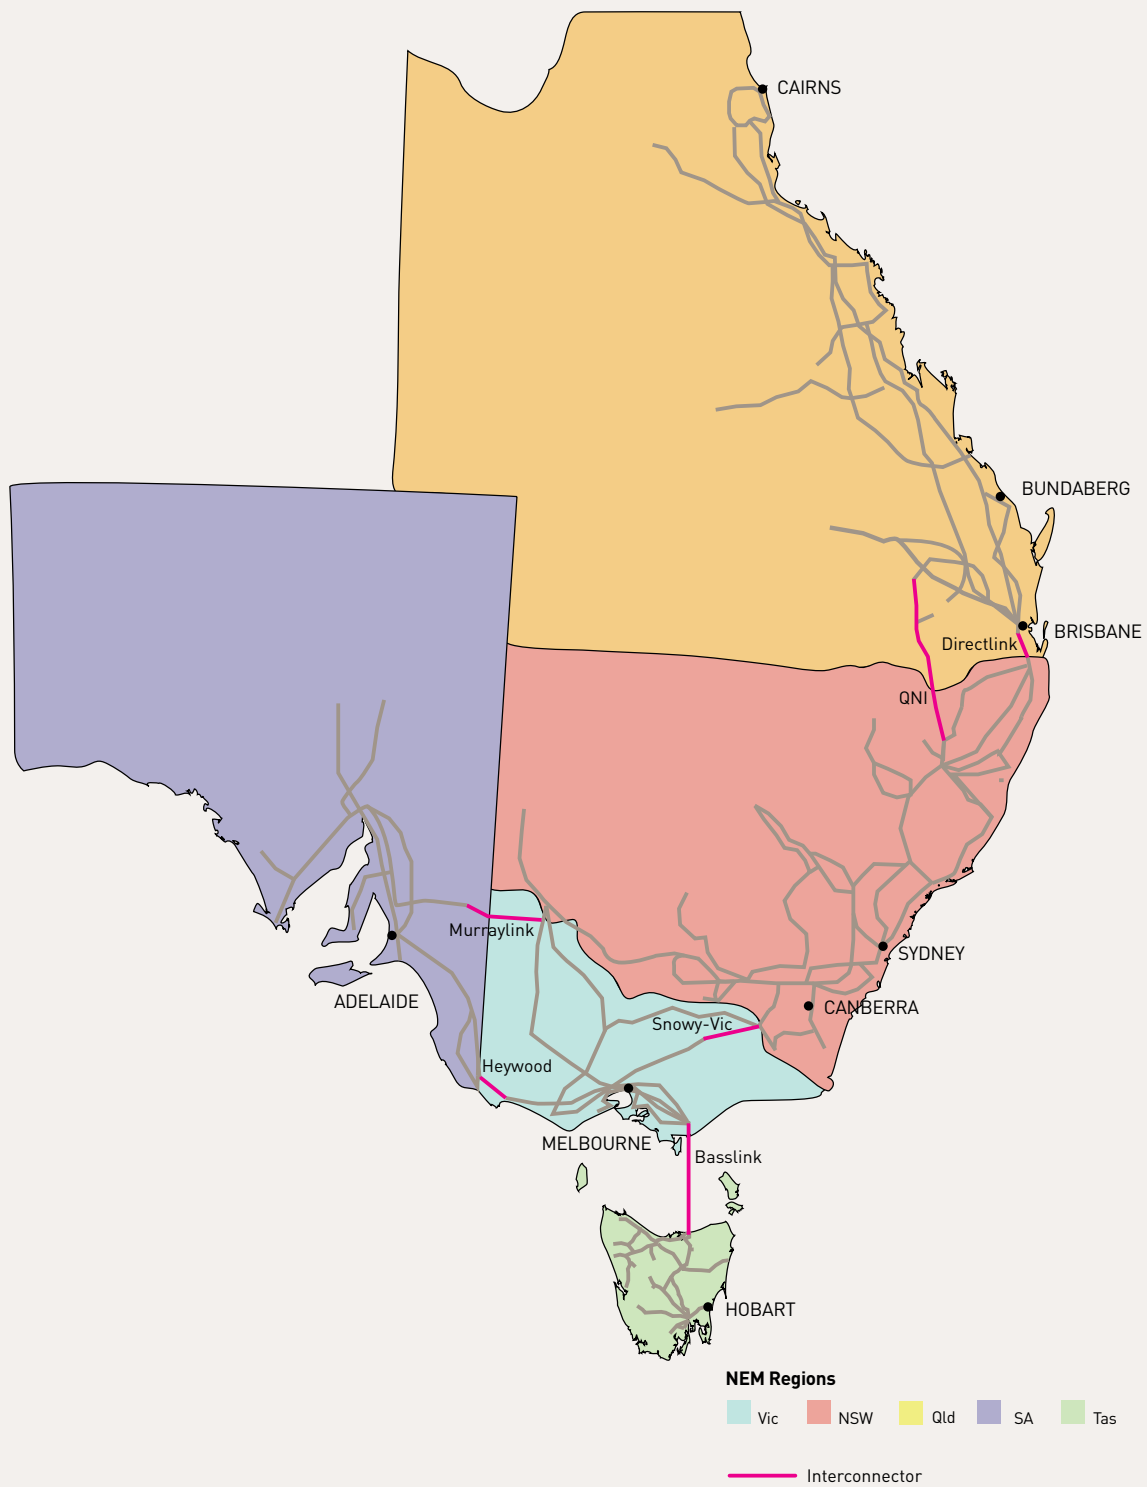 CAIRNS
BUNDABERG
BRISBANE
Directlink
QNI
Murraylink
SYDNEY
ADELAIDE
CANBERRA
Snowy-Vic
Heywood
MELBOURNE
Basslink
HOBART
NEM Regions
Vic NSW Qld SA Tas
Interconnector